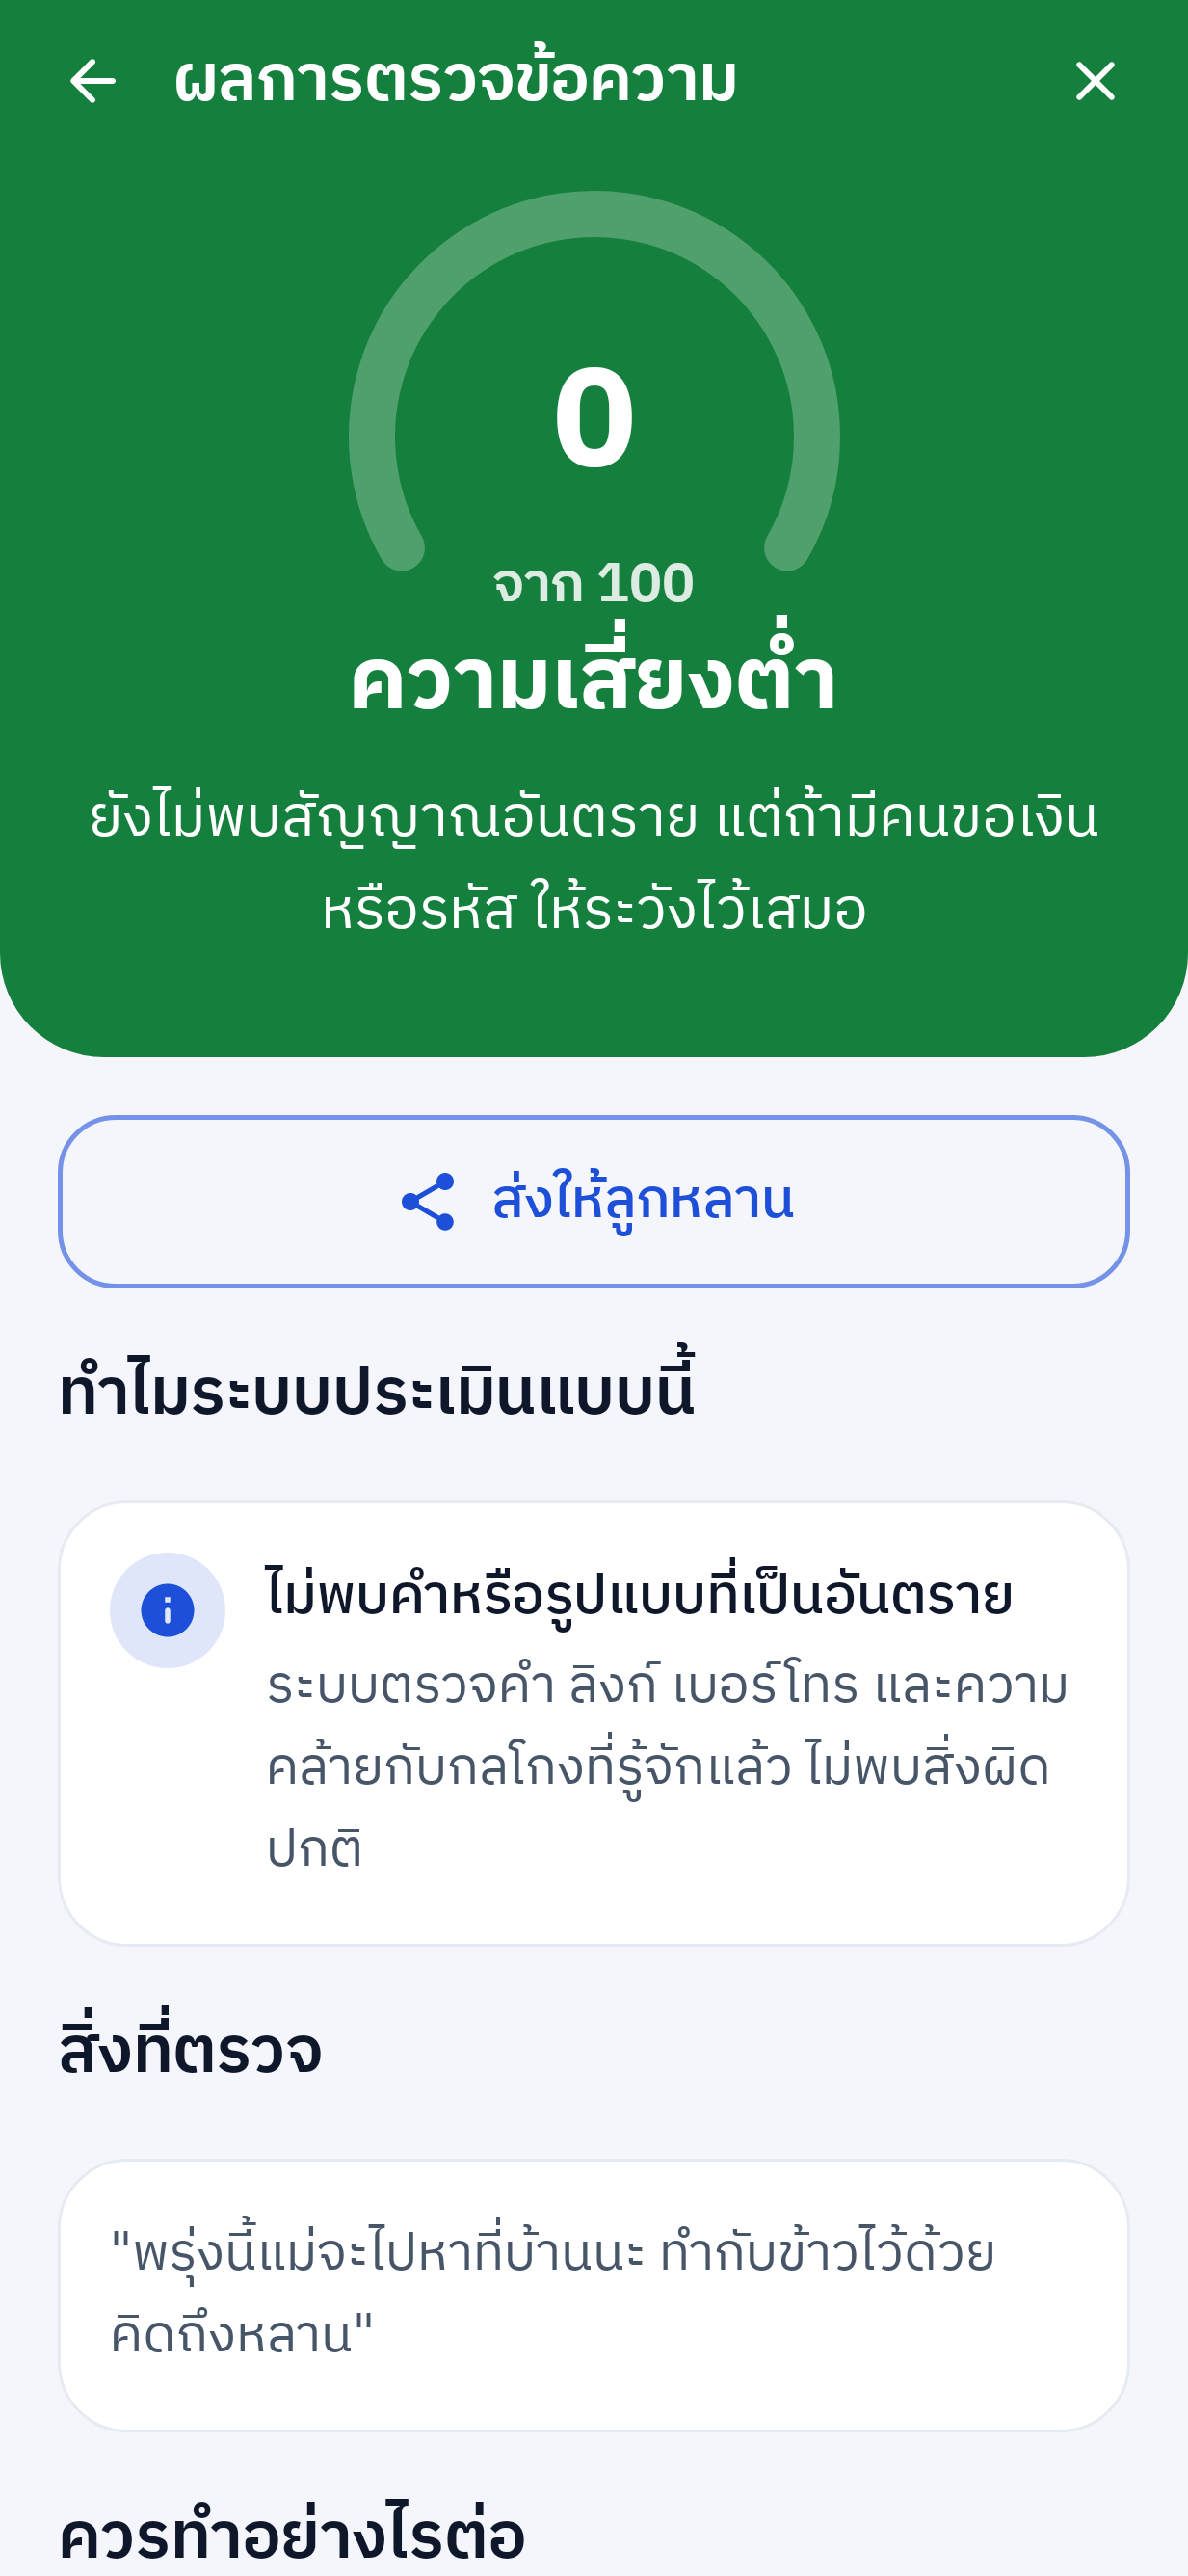 ผลการตรวจข้อความ
0
จาก 100
ความเสี่ยงต่ำ
ยังไม่พบสัญญาณอันตราย แต่ถ้ามีคนขอเงิน
หรือรหัส ให้ระวังไว้เสมอ
ส่งให้ลูกหลาน
ทำไมระบบประเมินแบบนี้
ไม่พบคำหรือรูปแบบที่เป็นอันตราย
ระบบตรวจคำ ลิงก์ เบอร์โทร และความ
คล้ายกับกลโกงที่รู้จักแล้ว ไม่พบสิ่งผิด
ปกติ
สิ่งที่ตรวจ
"พรุ่งนี้แม่จะไปหาที่บ้านนะ ทำกับข้าวไว้ด้วย
คิดถึงหลาน"
ควรทำอย่างไรต่อ